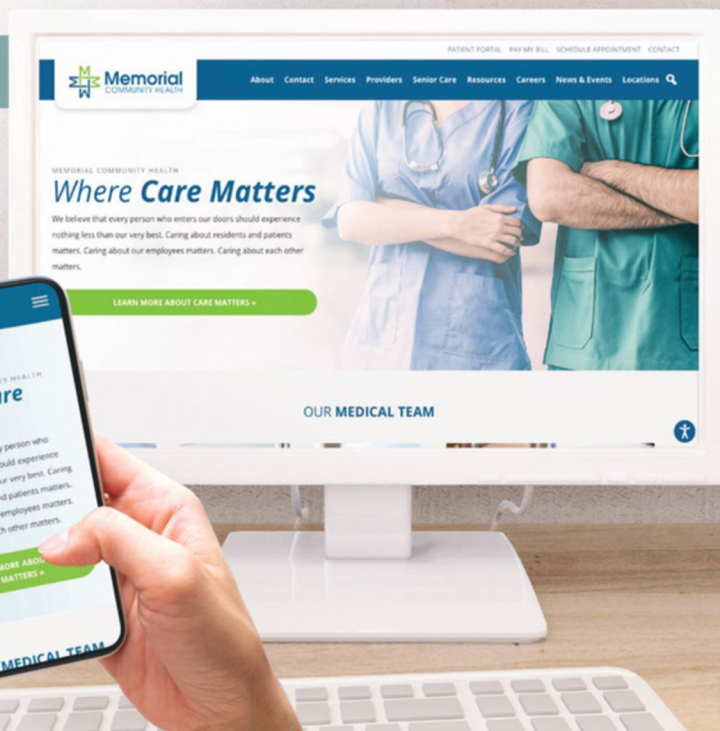 PATIENT PORTAL PAY MY BILL SCHEDULE APPOINTMENT CONTACT
Memorial
COMMUNITY HEALTH
About Contact Services Providers Senior Care Resources Careers News & Events Locations
MEMORIAL COMMUNITY HEALTH
Where Care Matters
We believe that every person who enters our doors should experience
nothing less than our very best. Caring about residents and patients
matters. Caring about our employees matters. Caring about each other
matters.
LEARN MORE ABOUT CARE MATTERS »
OUR MEDICAL TEAM
Y HEALTH
re
y person who
ould experience
ur very best. Caring
nd patients matters.
employees matters.
h other matters.
MORE ABOU
MATTERS »
MEDICAL TEAM